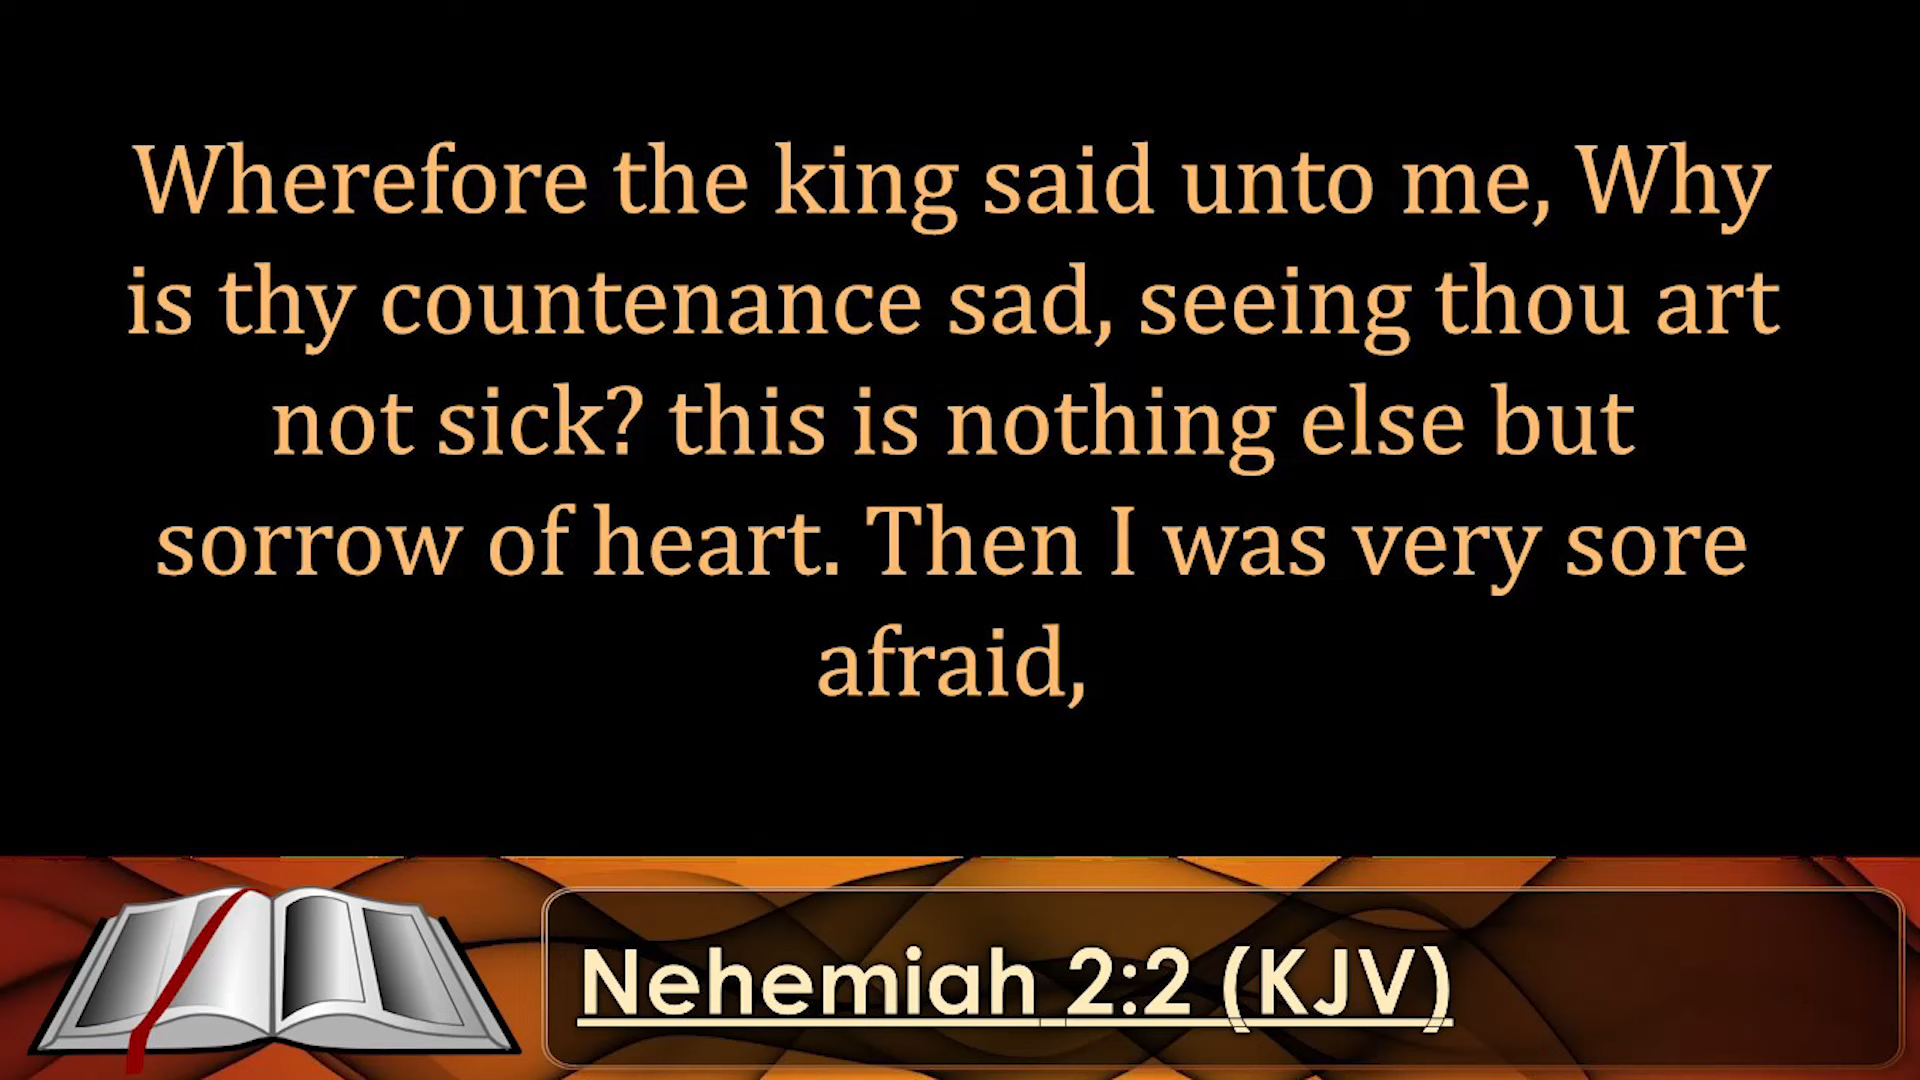 Wherefore the king said unto me, Why
is thy countenance sad, seeing thou art
not sick? this is nothing else but
sorrow of heart. Then I was very sore
afraid,
Nehemiah 2:2 (KJV)